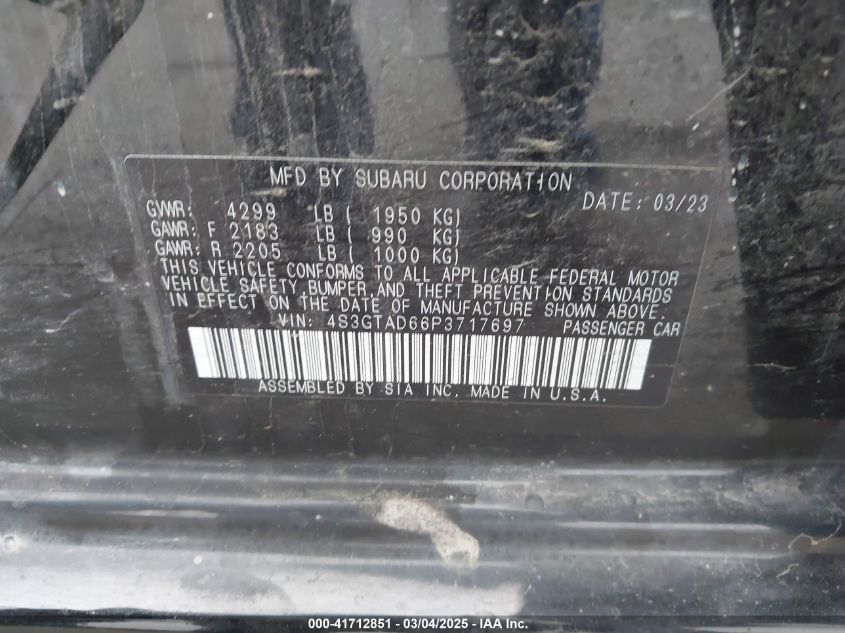 MFD BY SUBARU CORPORATION
DATE: 03/23
GVWR: 4299 LB ( 1950 KG)
GAWR: F 2183 LB ( 990 KG)
GAWR: R 2205 LB ( 1000 KG)
THIS VEHICLE CONFORMS TO ALL APPLICABLE FEDERAL MOTOR
VEHICLE SAFETY, BUMPER, AND THEFT PREVENTION STANDARDS
IN EFFECT ON THE DATE OF MANUFACTURE SHOWN ABOVE.
VIN: 4S3GTAD66P3717697 PASSENGER CAR
ASSEMBLED BY SIA INC. MADE IN U.S.A.
000-41712851 | 03/04/2025 | IAA, Inc.